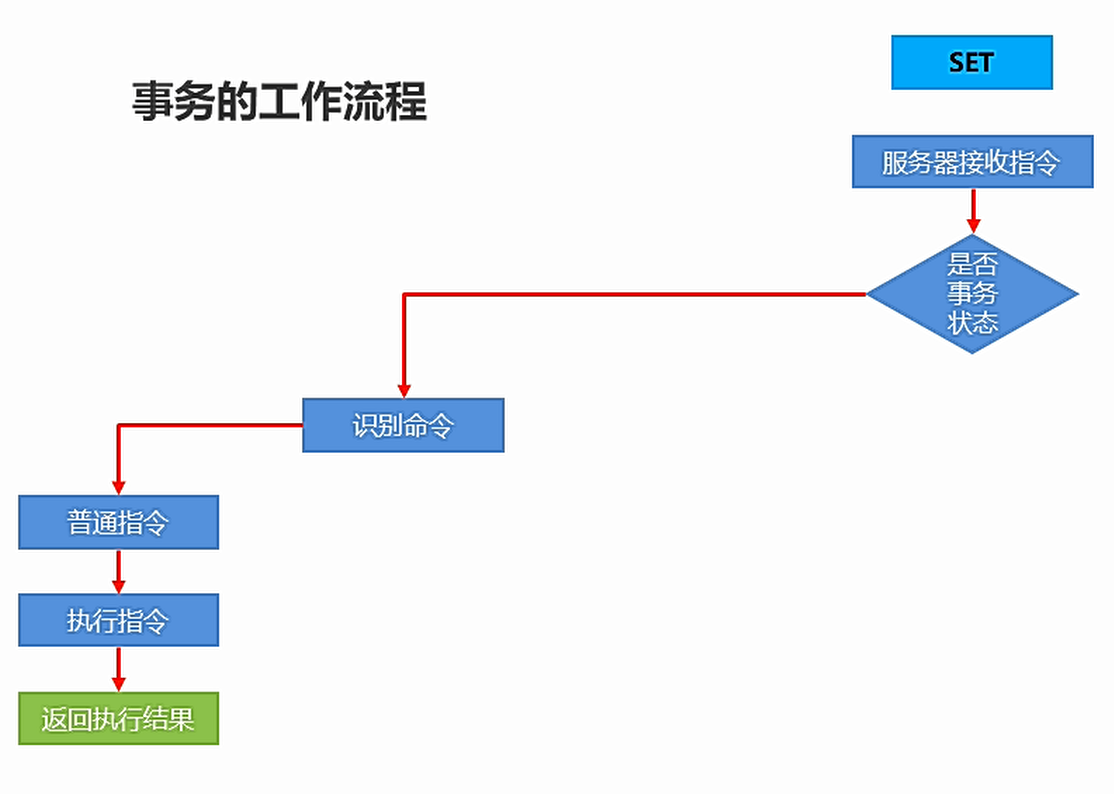 事务的工作流程
SET
服务器接收指令
是否
事务
状态
识别命令
普通指令
执行指令
返回执行结果